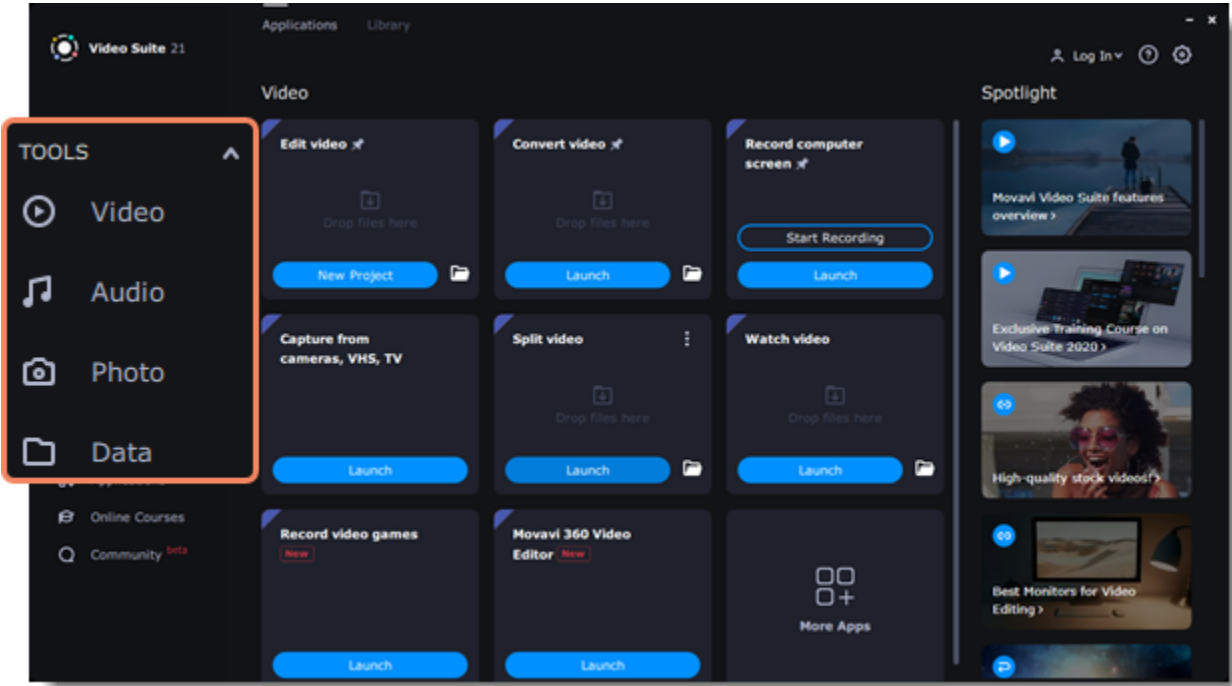 Applications Library
Video Suite 21
Log In
Video
Spotlight
TOOLS
Video
Audio
Photo
Data
Applications
Online Courses
Community beta
Edit video
Drop files here
New Project
Convert video
Drop files here
Launch
Record computer
screen
Start Recording
Launch
Capture from
cameras, VHS, TV
Launch
Split video
Drop files here
Launch
Watch video
Drop files here
Launch
Record video games
New
Launch
Movavi 360 Video
Editor New
Launch
More Apps
Movavi Video Suite features
overview >
Exclusive Training Course on
Video Suite 2020 >
High-quality stock videos! >
Best Monitors for Video
Editing >